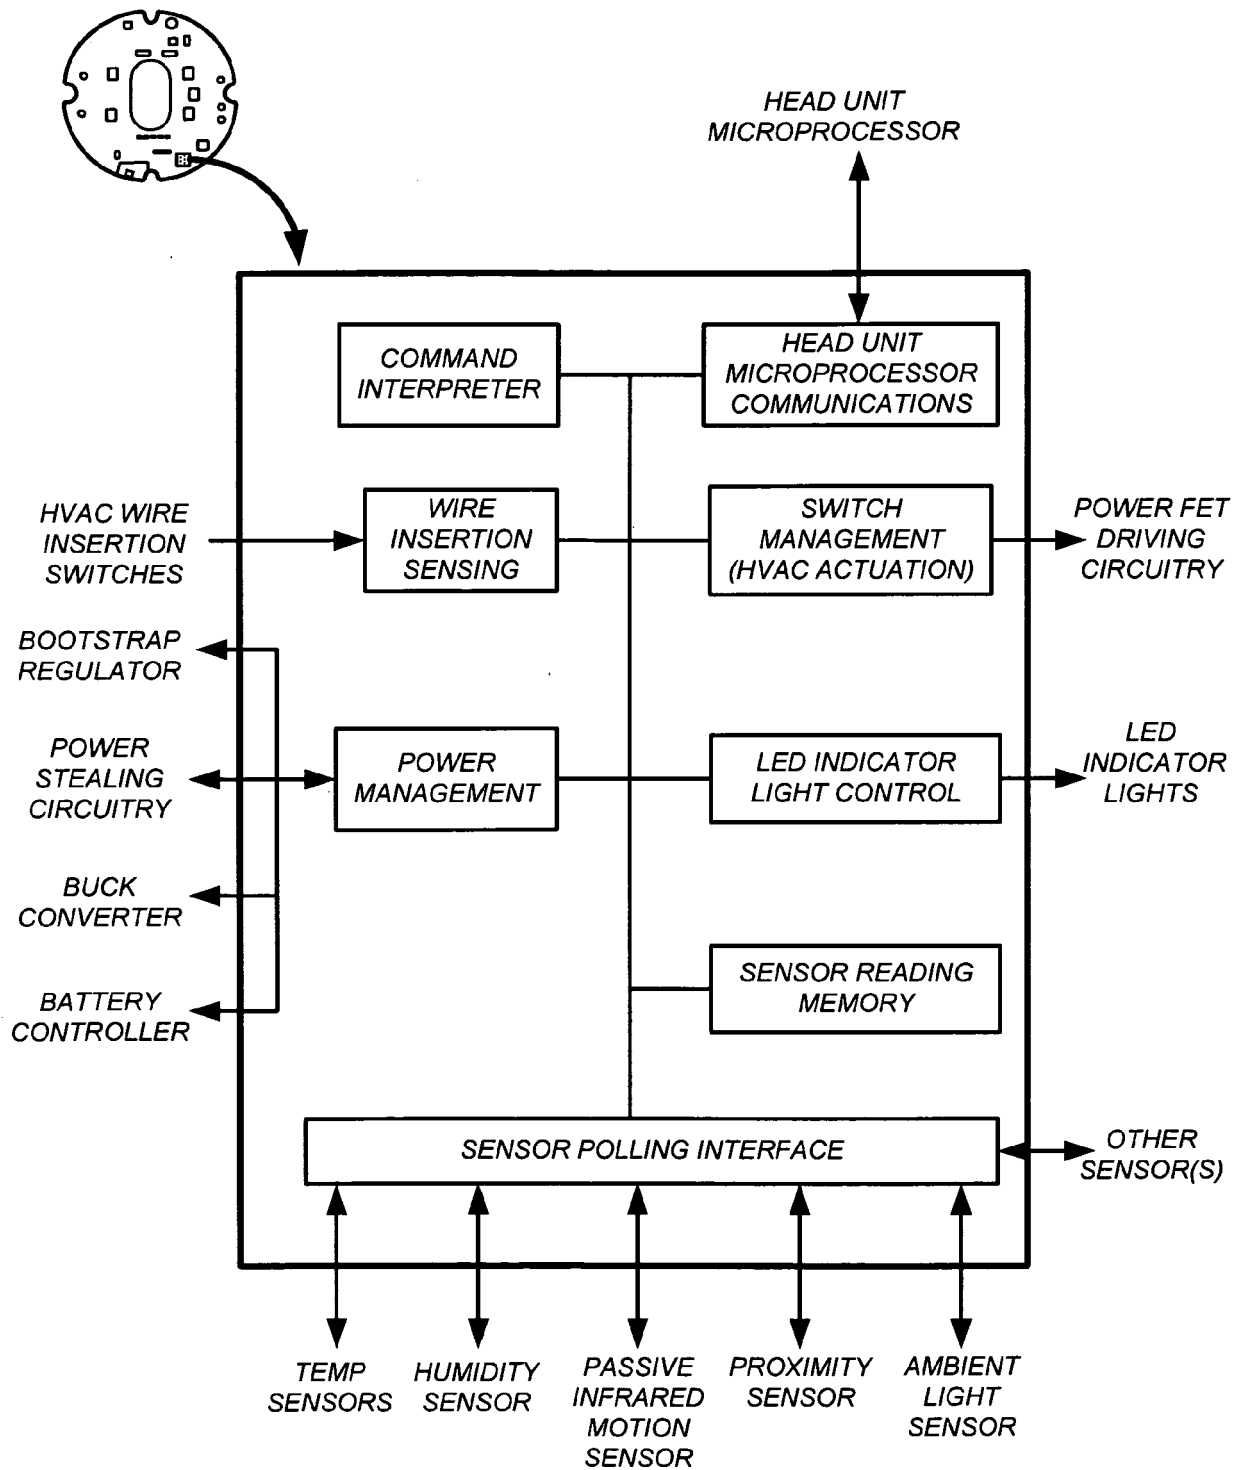 HEAD UNIT
MICROPROCESSOR
COMMAND
INTERPRETER
HEAD UNIT
MICROPROCESSOR
COMMUNICATIONS
HVAC WIRE
INSERTION
SWITCHES
WIRE
INSERTION
SENSING
SWITCH
MANAGEMENT
(HVAC ACTUATION)
POWER FET
DRIVING
CIRCUITRY
BOOTSTRAP
REGULATOR
POWER
STEALING
CIRCUITRY
POWER
MANAGEMENT
LED INDICATOR
LIGHT CONTROL
LED
INDICATOR
LIGHTS
BUCK
CONVERTER
BATTERY
CONTROLLER
SENSOR READING
MEMORY
SENSOR POLLING INTERFACE
OTHER
SENSOR(S)
TEMP
SENSORS
HUMIDITY
SENSOR
PASSIVE
INFRARED
MOTION
SENSOR
PROXIMITY
SENSOR
AMBIENT
LIGHT
SENSOR